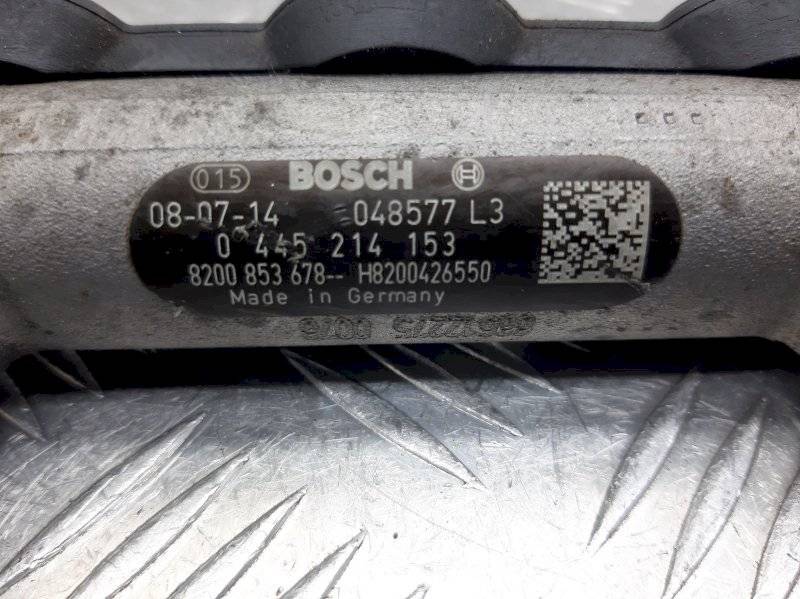 015 BOSCH
08-07-14 048577 L3
0 445 214 153
8200 853 678-- H8200426550
Made in Germany